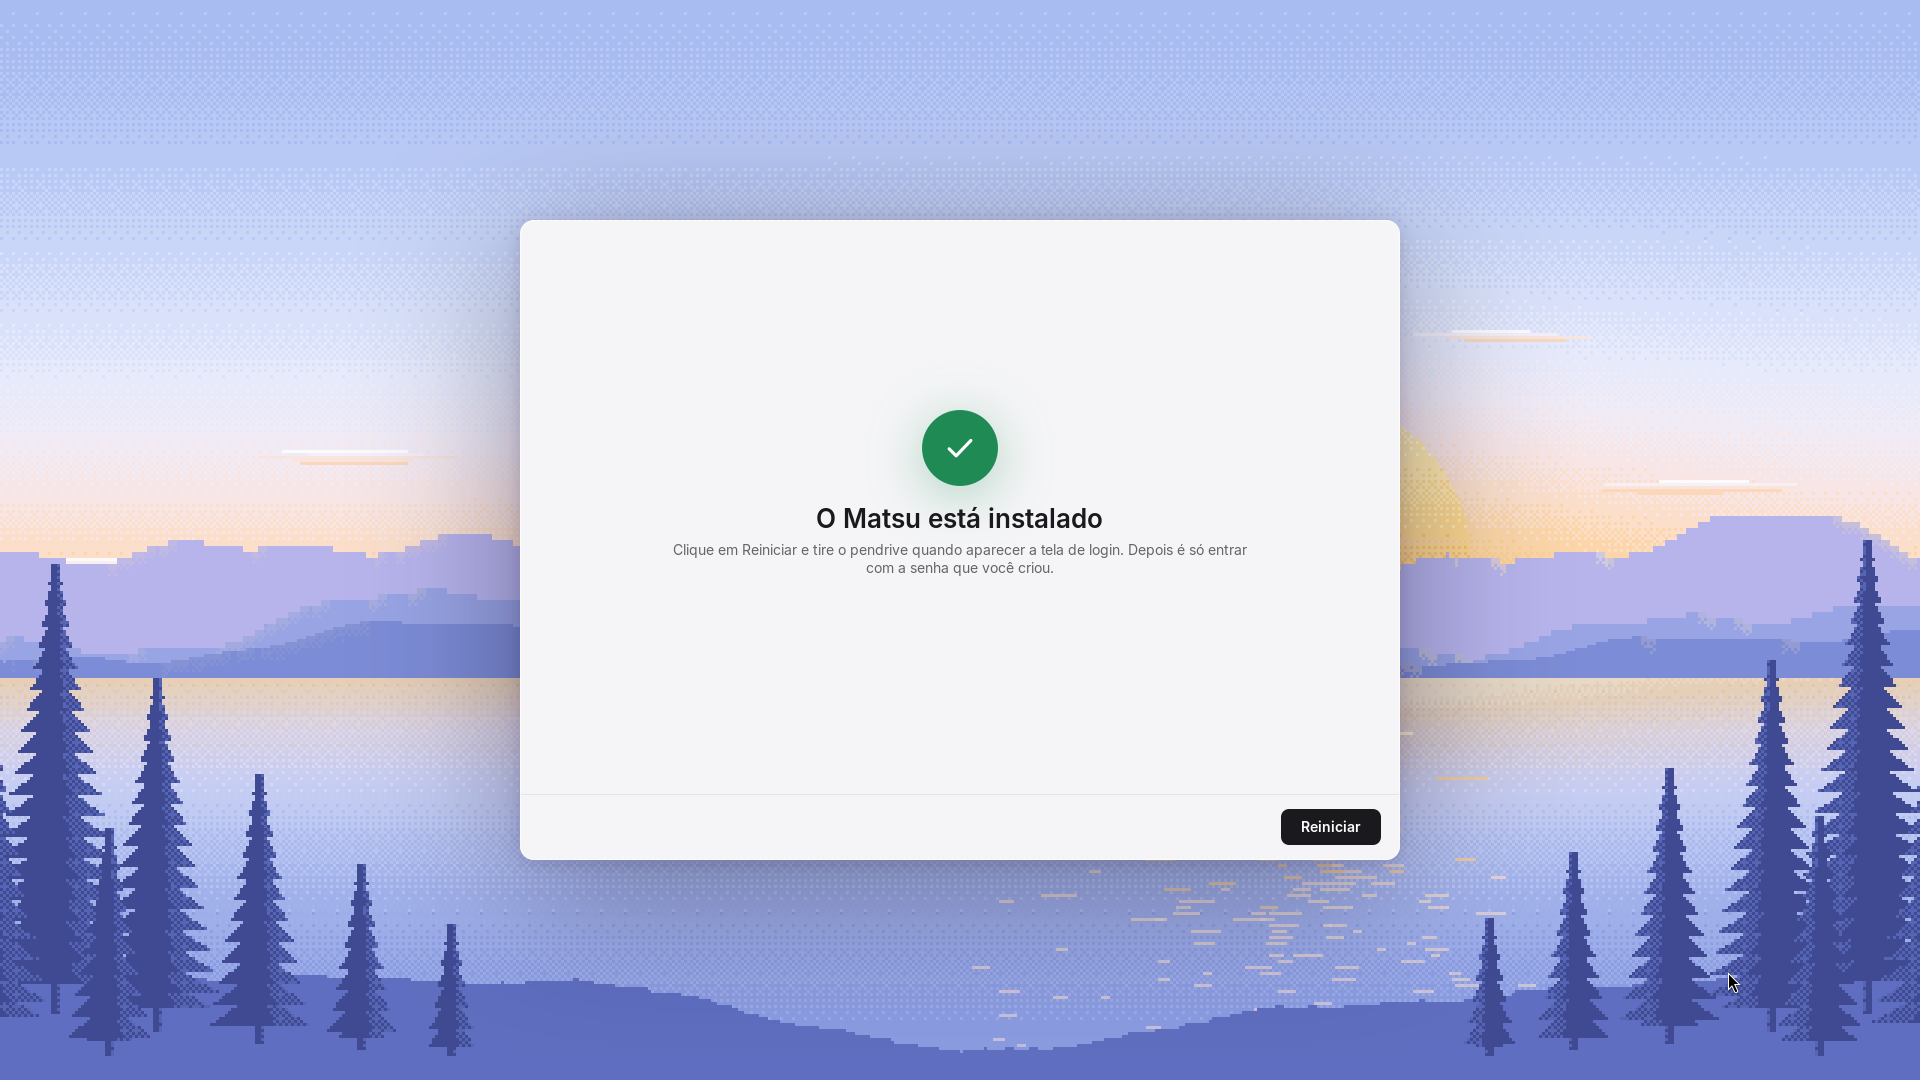 O Matsu está instalado
Clique em Reiniciar e tire o pendrive quando aparecer a tela de login. Depois é só entrar
com a senha que você criou.
Reiniciar